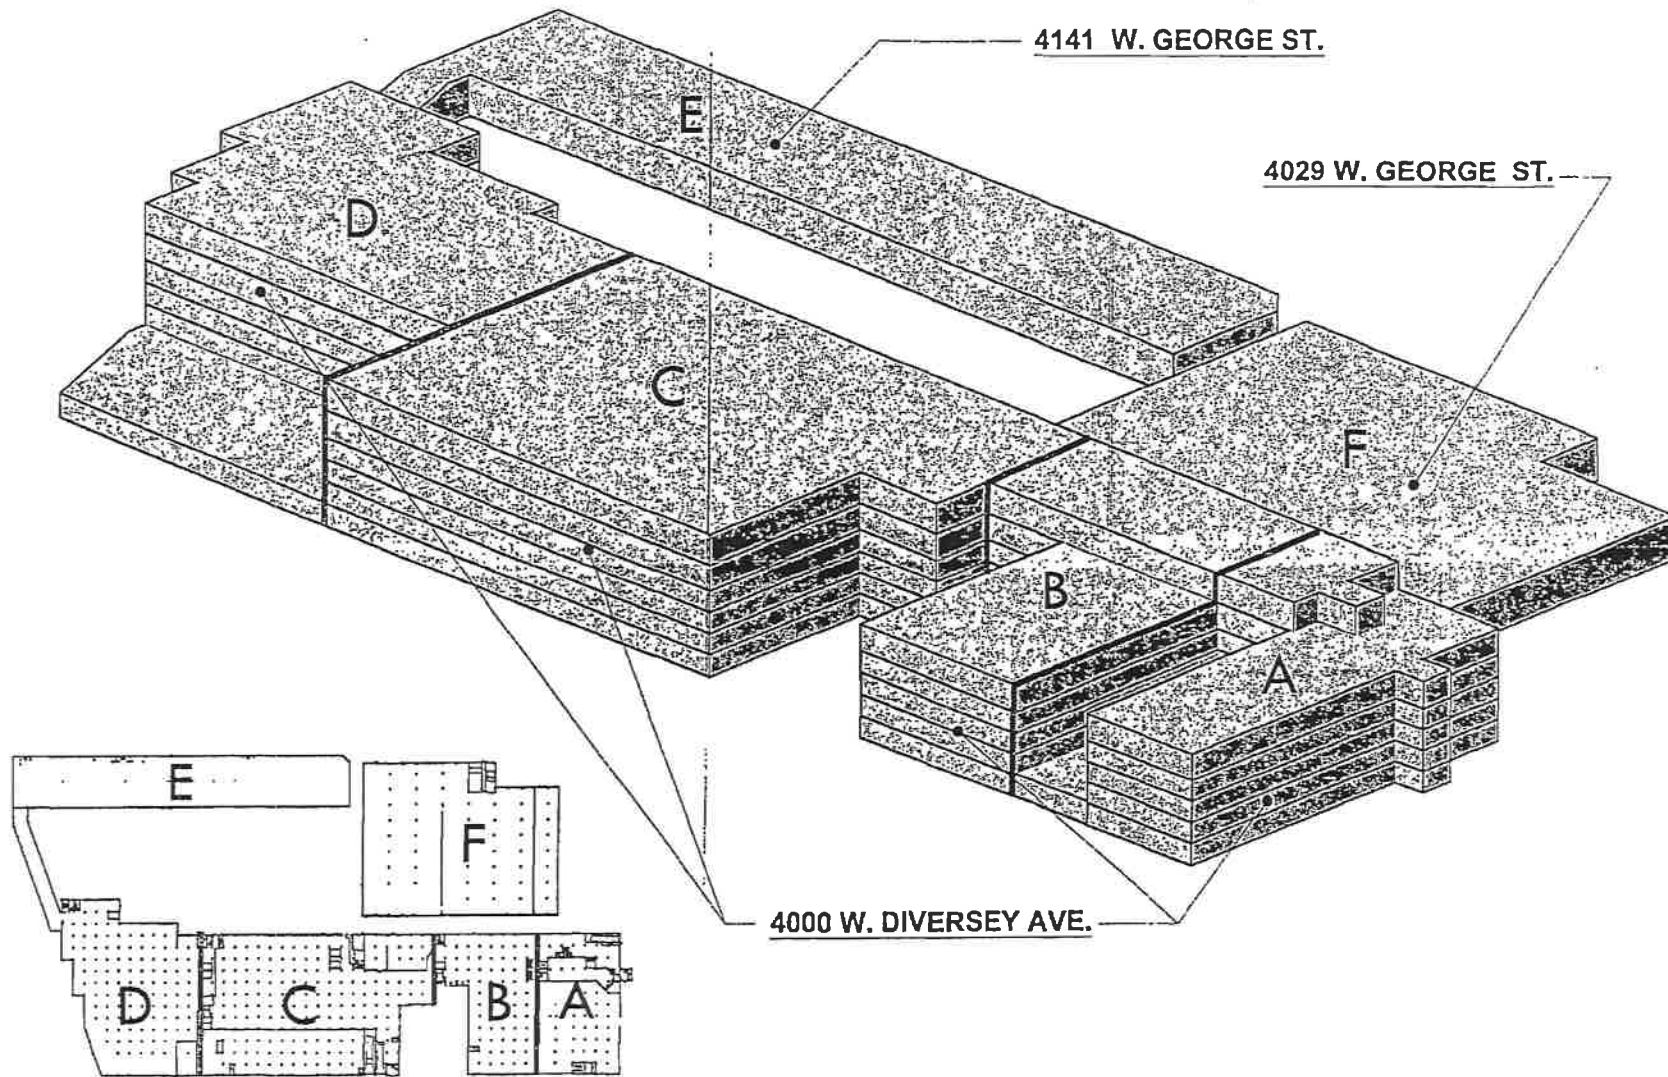 4141 W. GEORGE ST.
E
4029 W. GEORGE ST.
D
C
F
B
A
E
F
4000 W. DIVERSEY AVE.
D
C
B
A